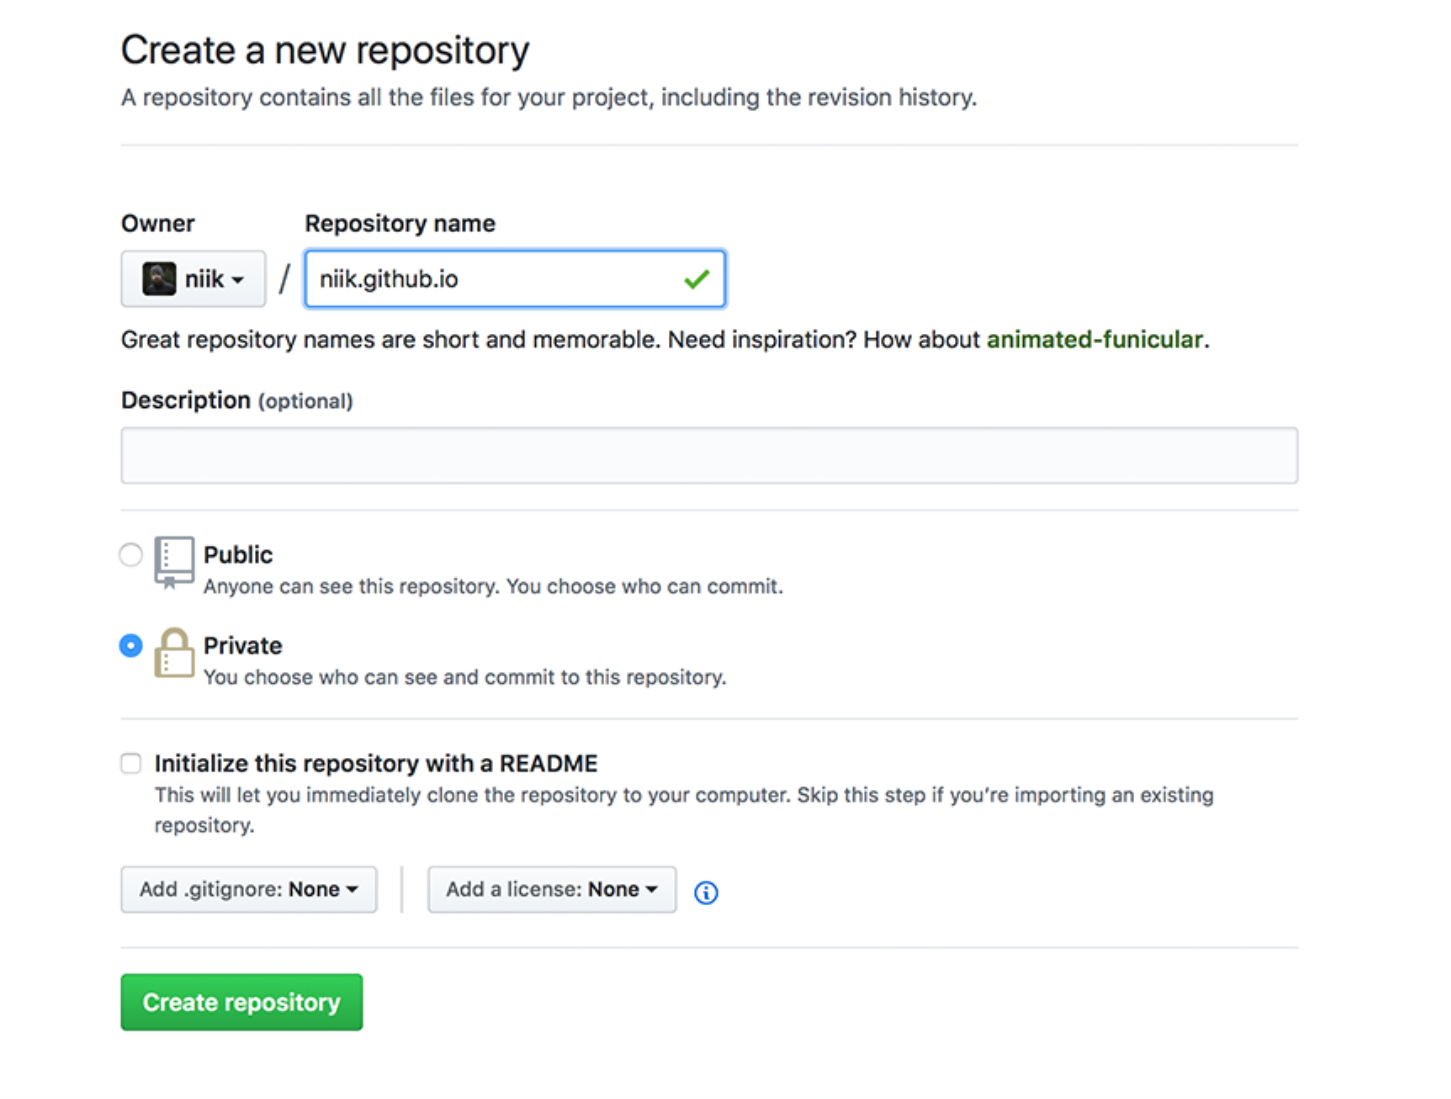 Create a new repository
A repository contains all the files for your project, including the revision history.
Owner
Repository name
niik
/
niik.github.io
Great repository names are short and memorable. Need inspiration? How about animated-funicular.
Description (optional)
Public
Anyone can see this repository. You choose who can commit.
Private
You choose who can see and commit to this repository.
Initialize this repository with a README
This will let you immediately clone the repository to your computer. Skip this step if you’re importing an existing
repository.
Add .gitignore: None
Add a license: None
Create repository